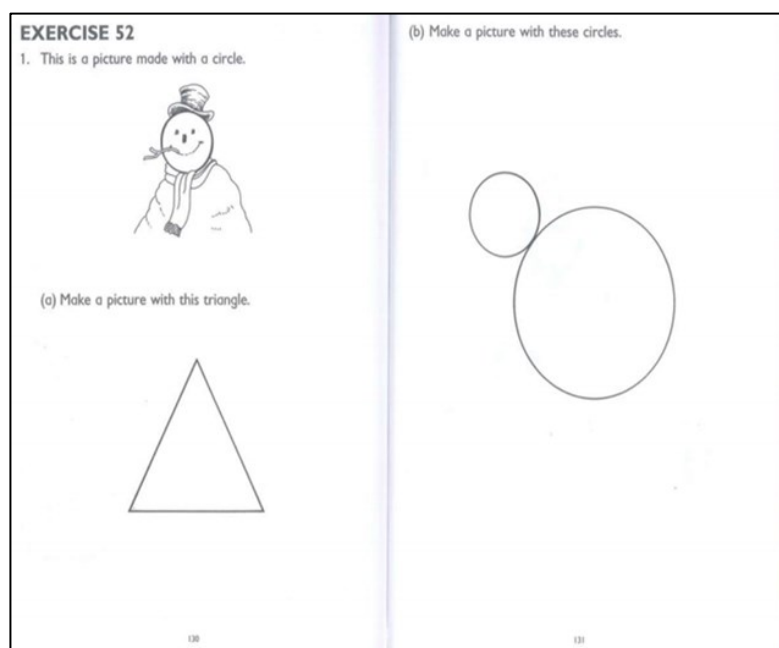 EXERCISE 52
1. This is a picture made with a circle.
(a) Make a picture with this triangle.
130
(b) Make a picture with these circles.
131